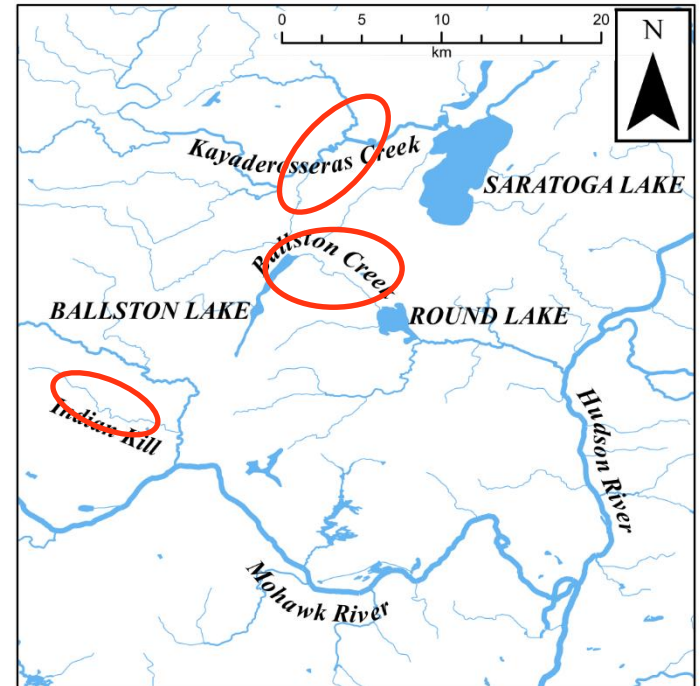 0 5 10 20
km
N
Kayaderosseras Creek
SARATOGA LAKE
Ballston Creek
BALLSTON LAKE
ROUND LAKE
Indian Kill
Hudson River
Mohawk River